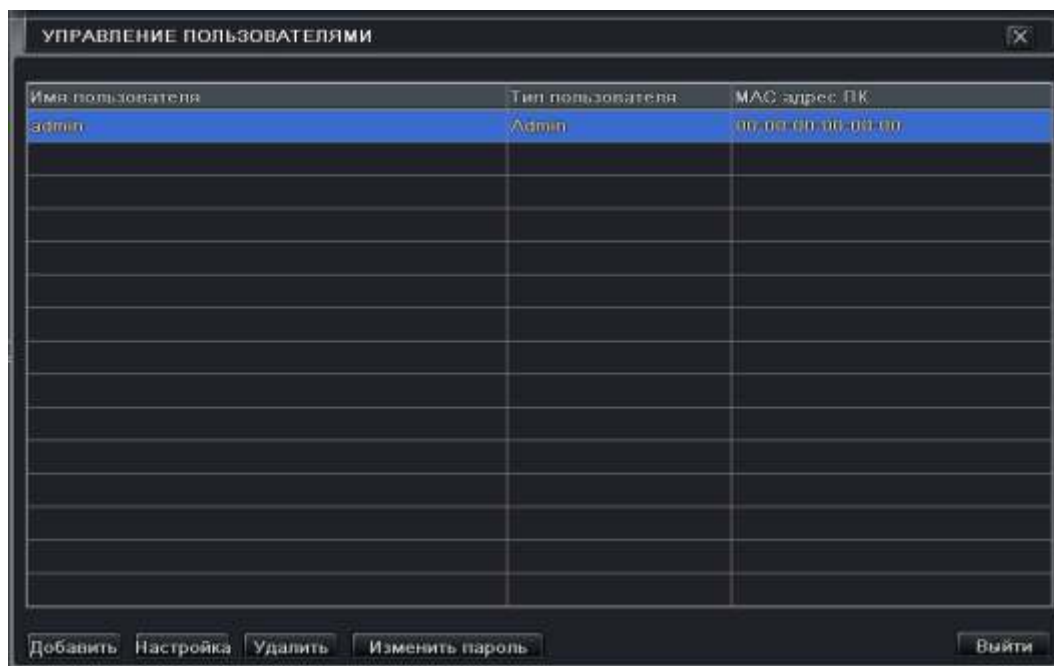 УПРАВЛЕНИЕ ПОЛЬЗОВАТЕЛЯМИ
Имя пользователя Тип пользователя MAC адрес ПК
admin Admin 00-00-00-00-00-00
Добавить Настройка Удалить Изменить пароль Выйти